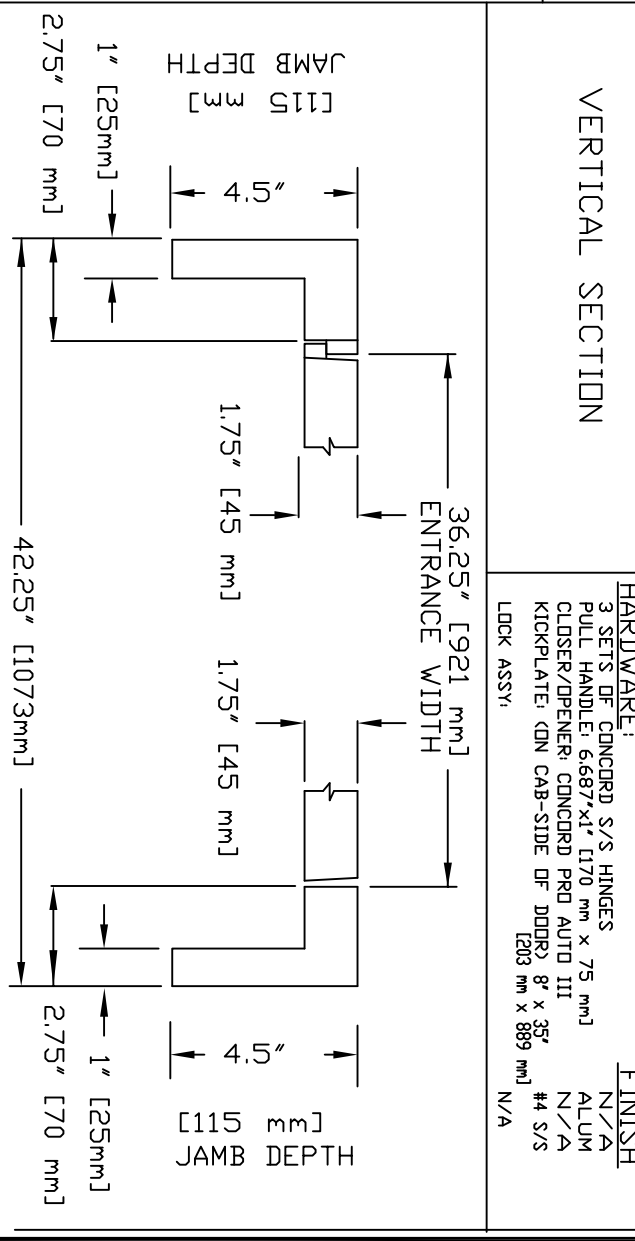 VERTICAL SECTION
HARDWARE:
FINISH
3 SETS OF CONCORD S/S HINGES
N/A
PULL HANDLE: 6.687"x1" [170 mm x 75 mm]
ALUM
CLOSER/OPENER: CONCORD PRO AUTO III
N/A
KICKPLATE: (ON CAB-SIDE OF DOOR) 8" x 35"
#4 S/S
[203 mm x 889 mm]
LOCK ASSY:
N/A
36.25" [921 mm]
ENTRANCE WIDTH
[115 mm]
JAMB DEPTH
4.5"
4.5"
[115 mm]
JAMB DEPTH
1.75" [45 mm]
1.75" [45 mm]
1" [25mm]
1" [25mm]
2.75" [70 mm]
2.75" [70 mm]
42.25" [1073mm]